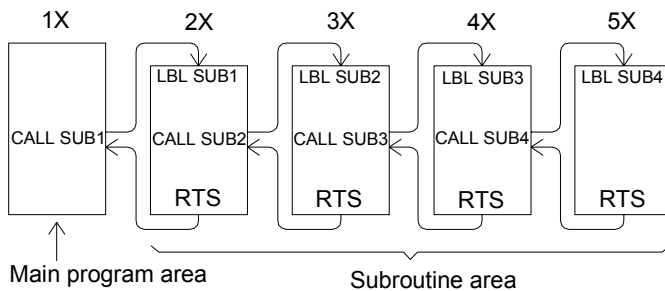 1X 2X 3X 4X 5X
LBL SUB1 LBL SUB2 LBL SUB3 LBL SUB4
CALL SUB1 CALL SUB2 CALL SUB3 CALL SUB4
RTS RTS RTS RTS
Main program area Subroutine area